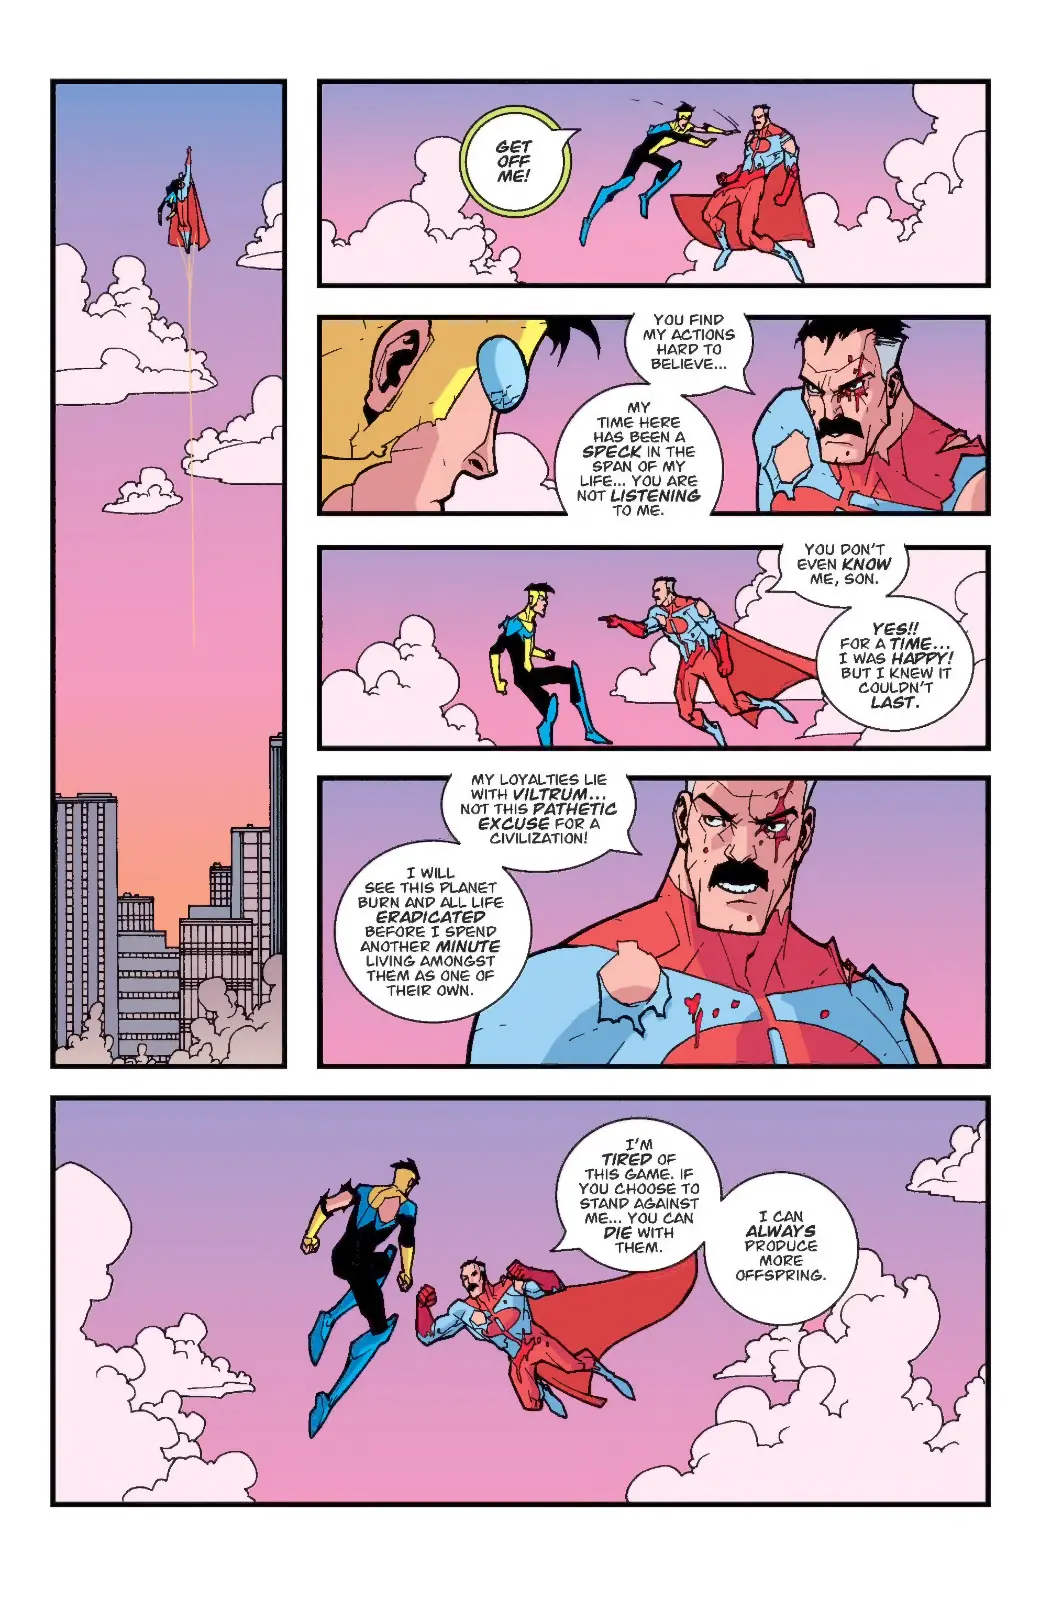 GET
OFF
ME!
YOU FIND
MY ACTIONS
HARD TO
BELIEVE...
MY
TIME HERE
HAS BEEN A
SPECK IN THE
SPAN OF MY
LIFE... YOU ARE
NOT LISTENING
TO ME.
YOU DON'T
EVEN KNOW
ME, SON.
YES!!
FOR A TIME...
I WAS HAPPY!
BUT I KNEW IT
COULDN'T
LAST.
MY LOYALTIES LIE
WITH VILTRUM...
NOT THIS PATHETIC
EXCUSE FOR A
CIVILIZATION!
I WILL
SEE THIS PLANET
BURN AND ALL LIFE
ERADICATED
BEFORE I SPEND
ANOTHER MINUTE
LIVING AMONGST
THEM AS ONE OF
THEIR OWN.
I'M
TIRED OF
THIS GAME. IF
YOU CHOOSE TO
STAND AGAINST
ME... YOU CAN
DIE WITH
THEM.
I CAN
ALWAYS
PRODUCE
MORE
OFFSPRING.